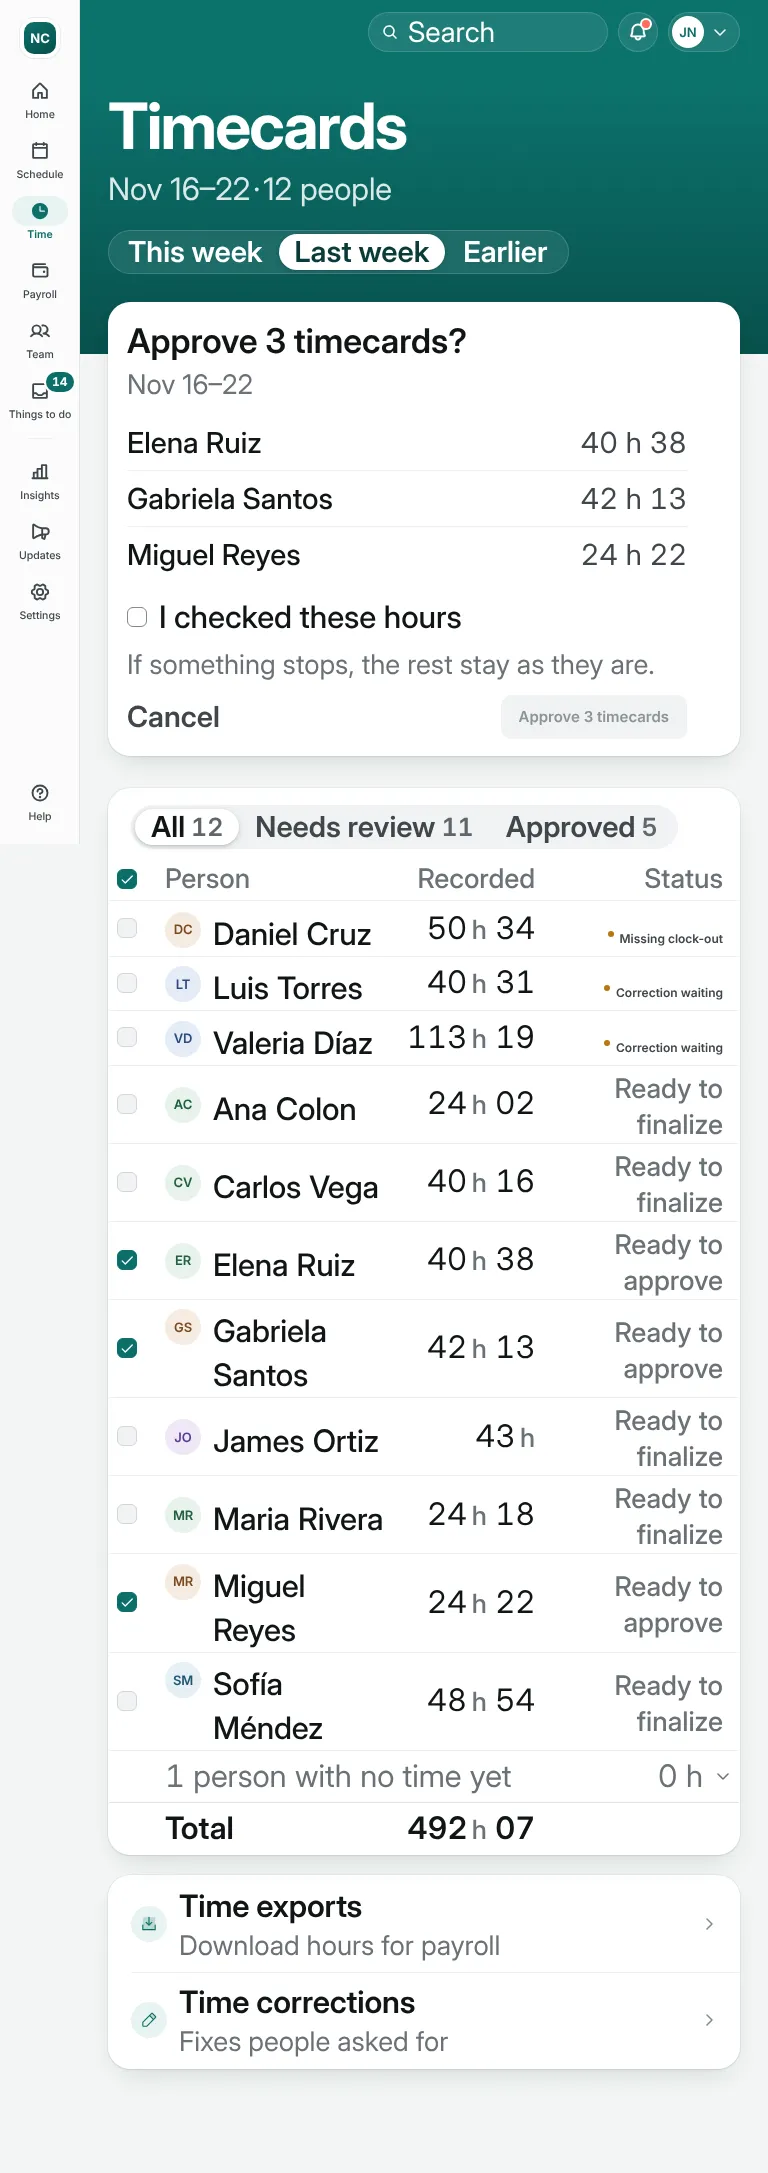 NC
Search
JN
Home
Schedule
Time
Payroll
Team
14
Things to do
Insights
Updates
Settings
Help
Timecards
Nov 16–22 · 12 people
This week Last week Earlier
Approve 3 timecards?
Nov 16–22
Elena Ruiz 40 h 38
Gabriela Santos 42 h 13
Miguel Reyes 24 h 22
I checked these hours
If something stops, the rest stay as they are.
Cancel Approve 3 timecards
All 12 Needs review 11 Approved 5
Person Recorded Status
DC Daniel Cruz 50 h 34 Missing clock-out
LT Luis Torres 40 h 31 Correction waiting
VD Valeria Díaz 113 h 19 Correction waiting
AC Ana Colon 24 h 02 Ready to
finalize
CV Carlos Vega 40 h 16 Ready to
finalize
ER Elena Ruiz 40 h 38 Ready to
approve
GS Gabriela
Santos 42 h 13 Ready to
approve
JO James Ortiz 43 h Ready to
finalize
MR Maria Rivera 24 h 18 Ready to
finalize
MR Miguel
Reyes 24 h 22 Ready to
approve
SM Sofía
Méndez 48 h 54 Ready to
finalize
1 person with no time yet 0 h
Total 492 h 07
Time exports
Download hours for payroll
Time corrections
Fixes people asked for